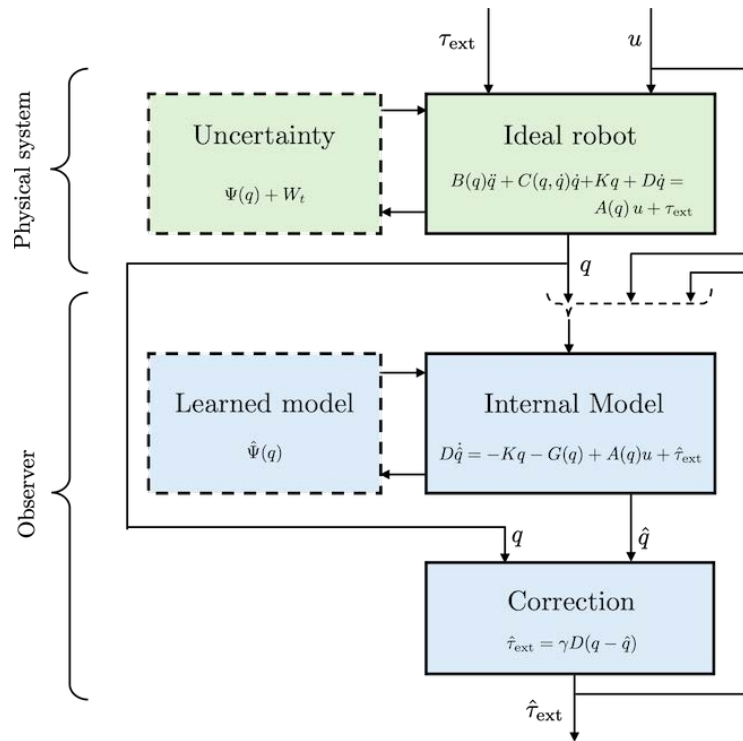 τ_ext
u
Physical system
Uncertainty
Ψ(q) + W_t
Ideal robot
B(q)q̈ + C(q, q̇)q̇+Kq + Dq̇ =
A(q) u + τ_ext
q
Observer
Learned model
Ψ̂(q)
Internal Model
Dq̂̇ = −Kq − G(q) + A(q)u + τ̂_ext
q
q̂
Correction
τ̂_ext = γD(q − q̂)
τ̂_ext